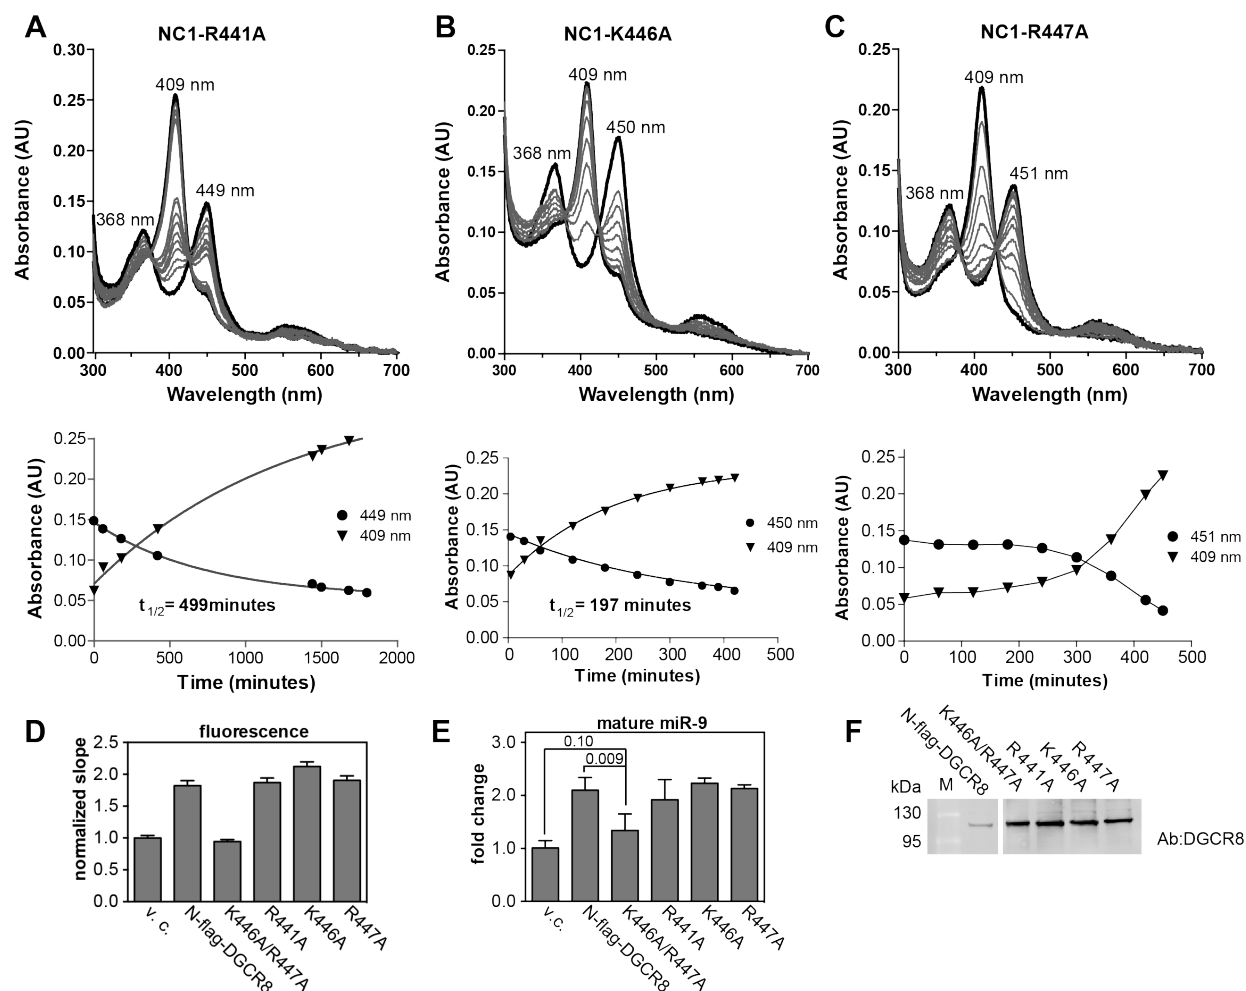 A
NC1-R441A
0.30
0.25
0.20
0.15
0.10
0.05
0.00
Absorbance (AU)
409 nm
449 nm
368 nm
300
400
500
600
700
Wavelength (nm)
B
NC1-K446A
0.25
0.20
0.15
0.10
0.05
0.00
Absorbance (AU)
409 nm
450 nm
368 nm
300
400
500
600
700
Wavelength (nm)
C
NC1-R447A
0.25
0.20
0.15
0.10
0.05
0.00
Absorbance (AU)
409 nm
451 nm
368 nm
300
400
500
600
700
Wavelength (nm)
0.25
0.20
0.15
0.10
0.05
0.00
Absorbance (AU)
449 nm
409 nm
t1/2= 499minutes
0
500
1000
1500
2000
Time (minutes)
0.25
0.20
0.15
0.10
0.05
0.00
Absorbance (AU)
450 nm
409 nm
t1/2= 197 minutes
0
100
200
300
400
500
Time (minutes)
0.25
0.20
0.15
0.10
0.05
0.00
Absorbance (AU)
451 nm
409 nm
0
100
200
300
400
500
Time (minutes)
D
fluorescence
normalized slope
2.5
2.0
1.5
1.0
0.5
0.0
v. c.
N-flag-DGCR8
K446A/R447A
R441A
K446A
R447A
E
mature miR-9
fold change
3.0
2.0
1.0
0.0
0.10
0.009
v. c.
N-flag-DGCR8
K446A/R447A
R441A
K446A
R447A
F
N-flag-DGCR8
K446A/R447A
R441A
K446A
R447A
kDa
M
130
95
Ab:DGCR8